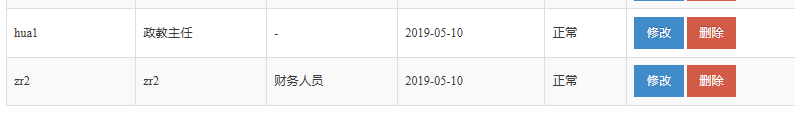 hua1 政教主任 - 2019-05-10 正常 修改 删除
zr2 zr2 财务人员 2019-05-10 正常 修改 删除